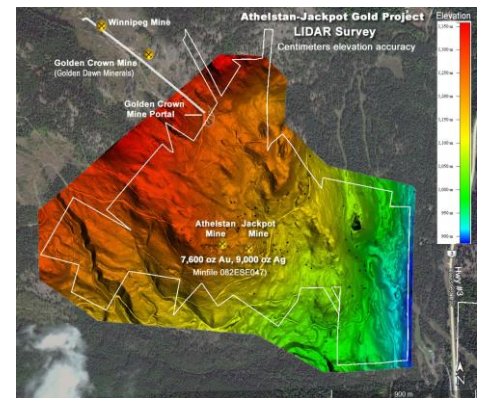 Athelstan-Jackpot Gold Project
LIDAR Survey
Centimeters elevation accuracy
Elevation
Winnipeg Mine
Golden Crown Mine
(Golden Dawn Minerals)
Golden Crown
Mine Portal
Athelstan Jackpot
Mine Mine
7,600 oz Au, 9,000 oz Ag
Minfile 082ESE047)
Hwy #3
N
900 m